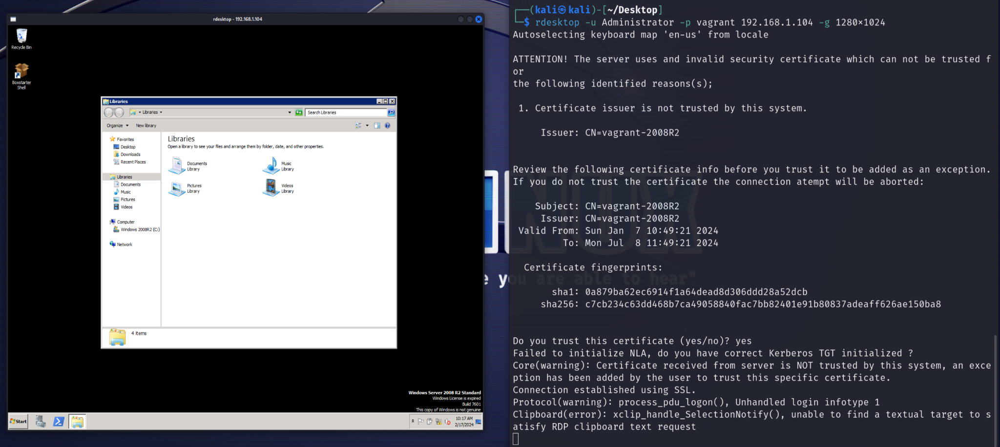 rdesktop - 192.168.1.104
Recycle Bin
Boxstarter
Shell
Libraries
Libraries
Search Libraries
Organize
New library
Favorites
Desktop
Downloads
Recent Places
Libraries
Documents
Music
Pictures
Videos
Computer
Windows 2008R2 (C:)
Network
Libraries
Open a library to see your files and arrange them by folder, date, and other properties.
Documents
Library
Music
Library
Pictures
Library
Videos
Library
4 items
Windows Server 2008 R2 Standard
Windows License is expired
Build 7601
This copy of Windows is not genuine
Start
10:17 AM
2/17/2024
e you are able to hear"
┌──(kali㉿kali)-[~/Desktop]
└─$ rdesktop -u Administrator -p vagrant 192.168.1.104 -g 1280×1024
Autoselecting keyboard map 'en-us' from locale
ATTENTION! The server uses and invalid security certificate which can not be trusted f
or
the following identified reasons(s);
1. Certificate issuer is not trusted by this system.
Issuer: CN=vagrant-2008R2
Review the following certificate info before you trust it to be added as an exception.
If you do not trust the certificate the connection atempt will be aborted:
Subject: CN=vagrant-2008R2
Issuer: CN=vagrant-2008R2
Valid From: Sun Jan  7 10:49:21 2024
To: Mon Jul  8 11:49:21 2024
Certificate fingerprints:
sha1: 0a879ba62ec6914f1a64dead8d306ddd28a52dcb
sha256: c7cb234c63dd468b7ca49058840fac7bb82401e91b80837adeaff626ae150ba8
Do you trust this certificate (yes/no)? yes
Failed to initialize NLA, do you have correct Kerberos TGT initialized ?
Core(warning): Certificate received from server is NOT trusted by this system, an exce
ption has been added by the user to trust this specific certificate.
Connection established using SSL.
Protocol(warning): process_pdu_logon(), Unhandled login infotype 1
Clipboard(error): xclip_handle_SelectionNotify(), unable to find a textual target to s
atisfy RDP clipboard text request